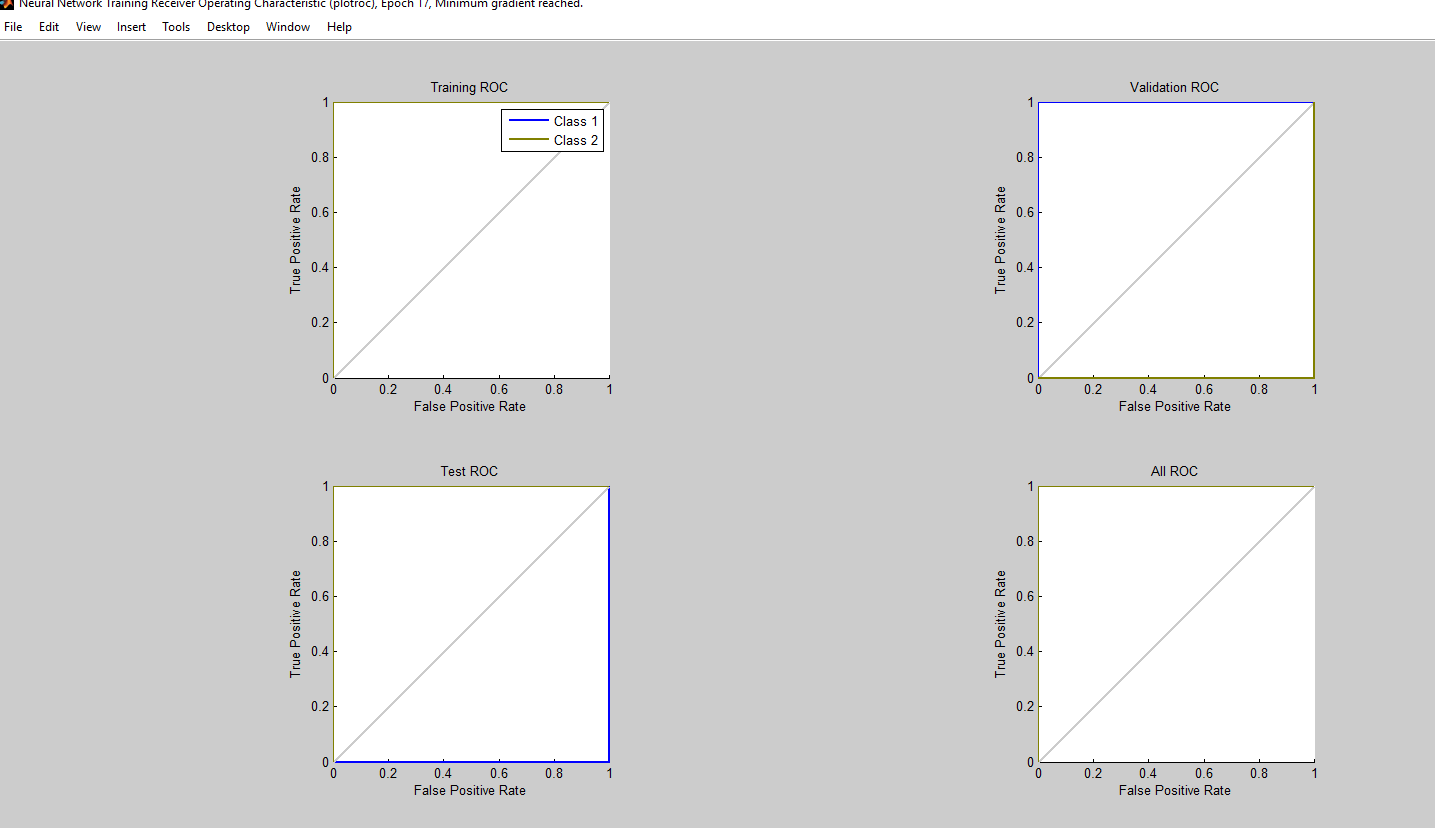 Neural Network Training Receiver Operating Characteristic (plotroc), Epoch 17, Minimum gradient reached.
File Edit View Insert Tools Desktop Window Help
Training ROC
1
0.8
0.6
0.4
0.2
0
True Positive Rate
Class 1
Class 2
0 0.2 0.4 0.6 0.8 1
False Positive Rate
Validation ROC
1
0.8
0.6
0.4
0.2
0
True Positive Rate
0 0.2 0.4 0.6 0.8 1
False Positive Rate
Test ROC
1
0.8
0.6
0.4
0.2
0
True Positive Rate
0 0.2 0.4 0.6 0.8 1
False Positive Rate
All ROC
1
0.8
0.6
0.4
0.2
0
True Positive Rate
0 0.2 0.4 0.6 0.8 1
False Positive Rate